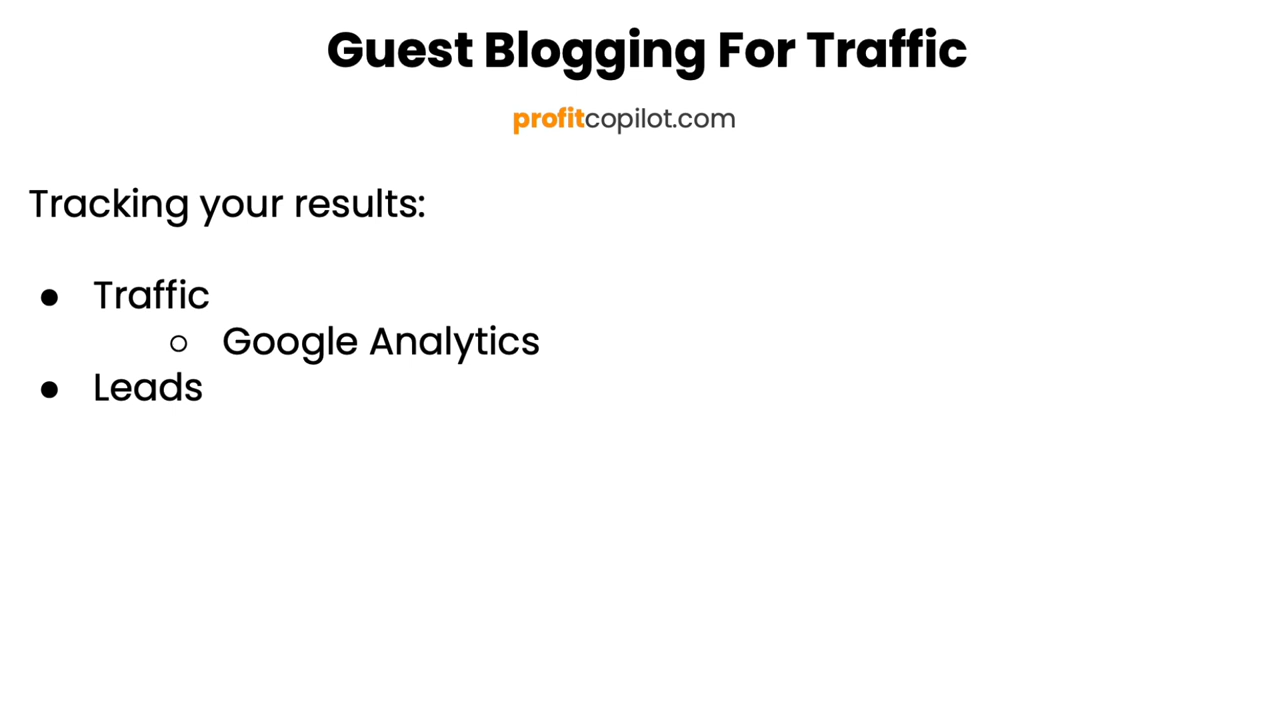 Guest Blogging For Traffic
profitcopilot.com
Tracking your results:
● Traffic
○ Google Analytics
● Leads